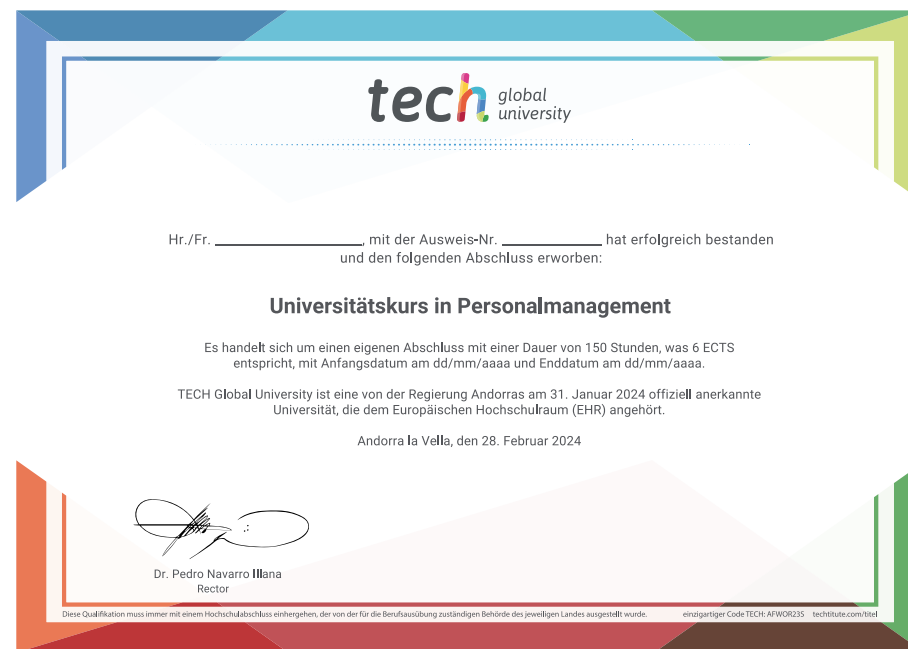 tech global university
Hr./Fr. ____________________, mit der Ausweis-Nr. ______________ hat erfolgreich bestanden
und den folgenden Abschluss erworben:
Universitätskurs in Personalmanagement
Es handelt sich um einen eigenen Abschluss mit einer Dauer von 150 Stunden, was 6 ECTS
entspricht, mit Anfangsdatum am dd/mm/aaaa und Enddatum am dd/mm/aaaa.
TECH Global University ist eine von der Regierung Andorras am 31. Januar 2024 offiziell anerkannte
Universität, die dem Europäischen Hochschulraum (EHR) angehört.
Andorra la Vella, den 28. Februar 2024
Dr. Pedro Navarro Illana
Rector
Diese Qualifikation muss immer mit einem Hochschulabschluss einhergehen, der von der für die Berufsausübung zuständigen Behörde des jeweiligen Landes ausgestellt wurde. einzigartiger Code TECH: AFWOR235 techtitute.com/titel